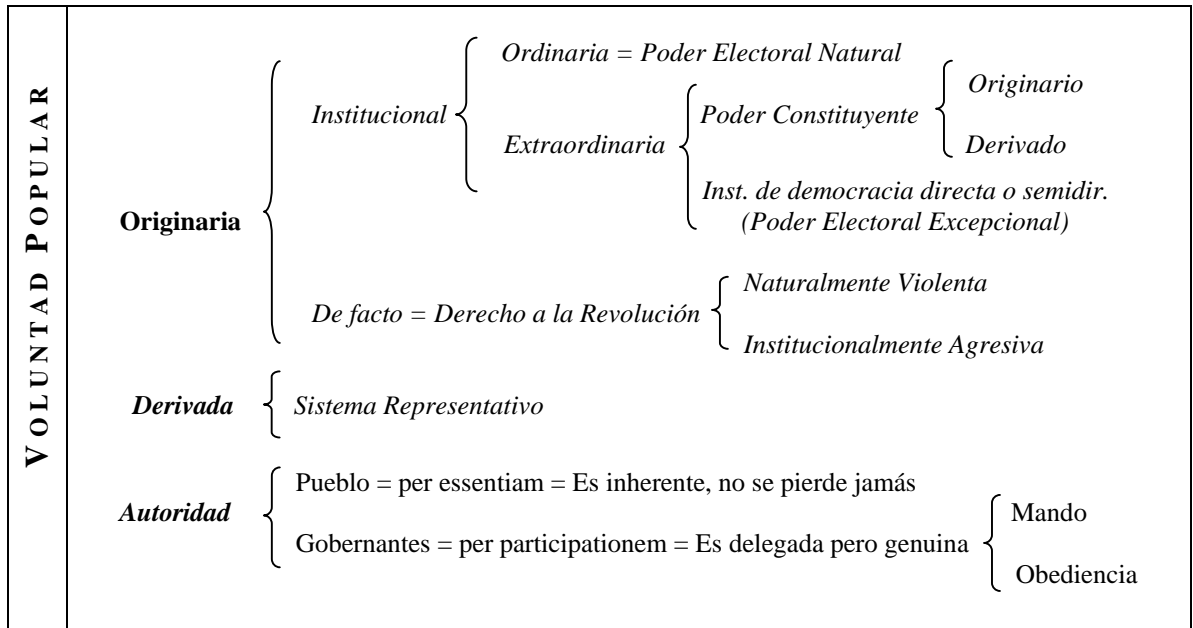 VOLUNTAD POPULAR
Originaria
Institucional
Ordinaria = Poder Electoral Natural
Extraordinaria
Poder Constituyente
Originario
Derivado
Inst. de democracia directa o semidir.
(Poder Electoral Excepcional)
De facto = Derecho a la Revolución
Naturalmente Violenta
Institucionalmente Agresiva
Derivada
Sistema Representativo
Autoridad
Pueblo = per essentiam = Es inherente, no se pierde jamás
Gobernantes = per participationem = Es delegada pero genuina
Mando
Obediencia